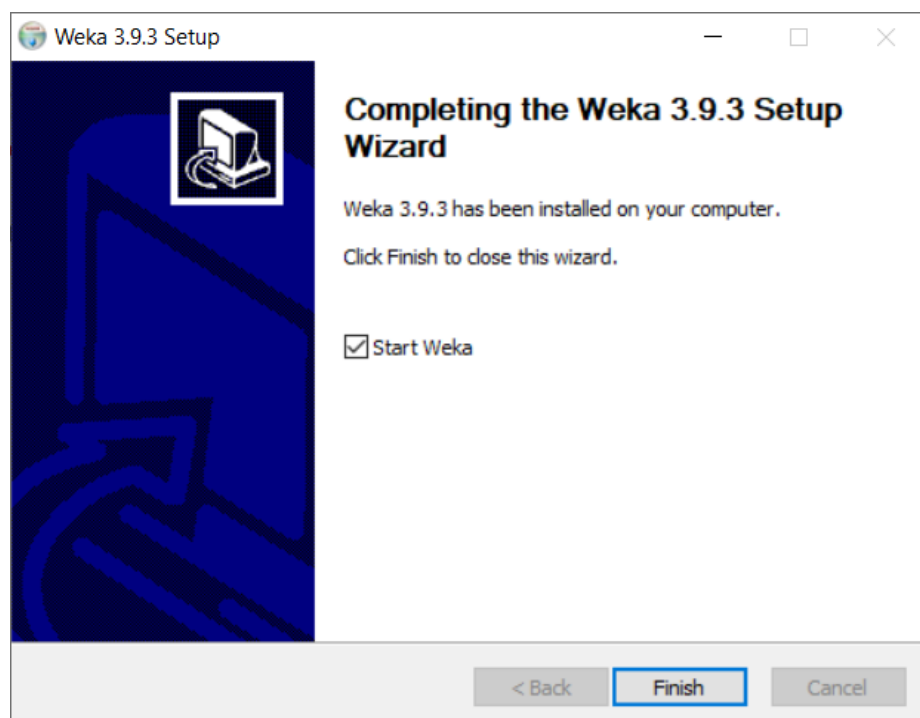 Weka 3.9.3 Setup
Completing the Weka 3.9.3 Setup
Wizard
Weka 3.9.3 has been installed on your computer.
Click Finish to close this wizard.
Start Weka
< Back
Finish
Cancel